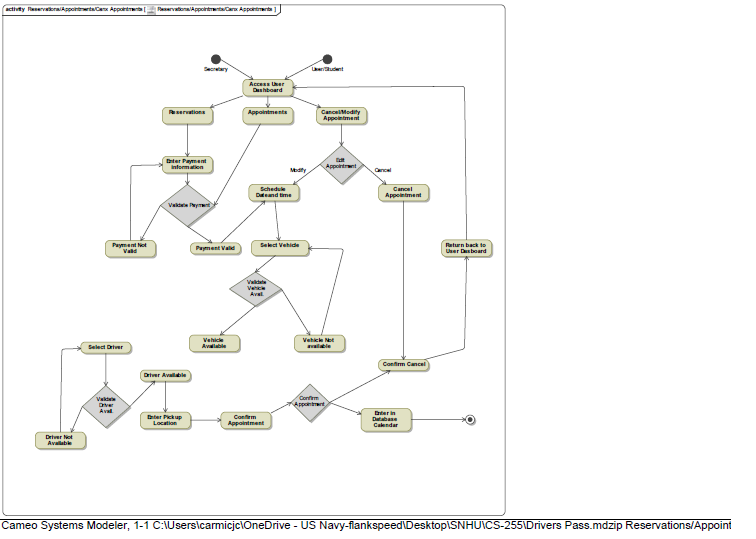 activity Reservations/Appointments/Canx Appointments [ Reservations/Appointments/Canx Appointments ]
Secretary
User/Student
Access User
Dashboard
Reservations
Appointments
Cancel/Modify
Appointment
Enter Payment
information
Edit
Appointment
Modify
Cancel
Validate Payment
Schedule
Dateand time
Cancel
Appointment
Payment Not
Valid
Payment Valid
Select Vehicle
Return back to
User Dasboard
Validate
Vehicle
Avail.
Vehicle
Available
Vehicle Not
available
Select Driver
Confirm Cancel
Driver Available
Validate
Driver
Avail.
Confirm
Appointment
Enter Pickup
Location
Confirm
Appointment
Enter in
Database
Calendar
Driver Not
Available
Cameo Systems Modeler, 1-1 C:\Users\carmicjc\OneDrive - US Navy-flankspeed\Desktop\SNHU\CS-255\Drivers Pass.mdzip Reservations/Appoint